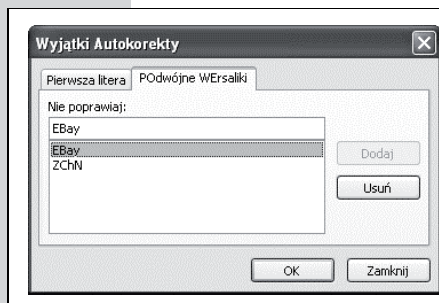 Wyjątki Autokorekty
Pierwsza litera
POdwójne WErsaliki
Nie poprawiaj:
EBay
EBay
ZChN
Dodaj
Usuń
OK
Zamknij